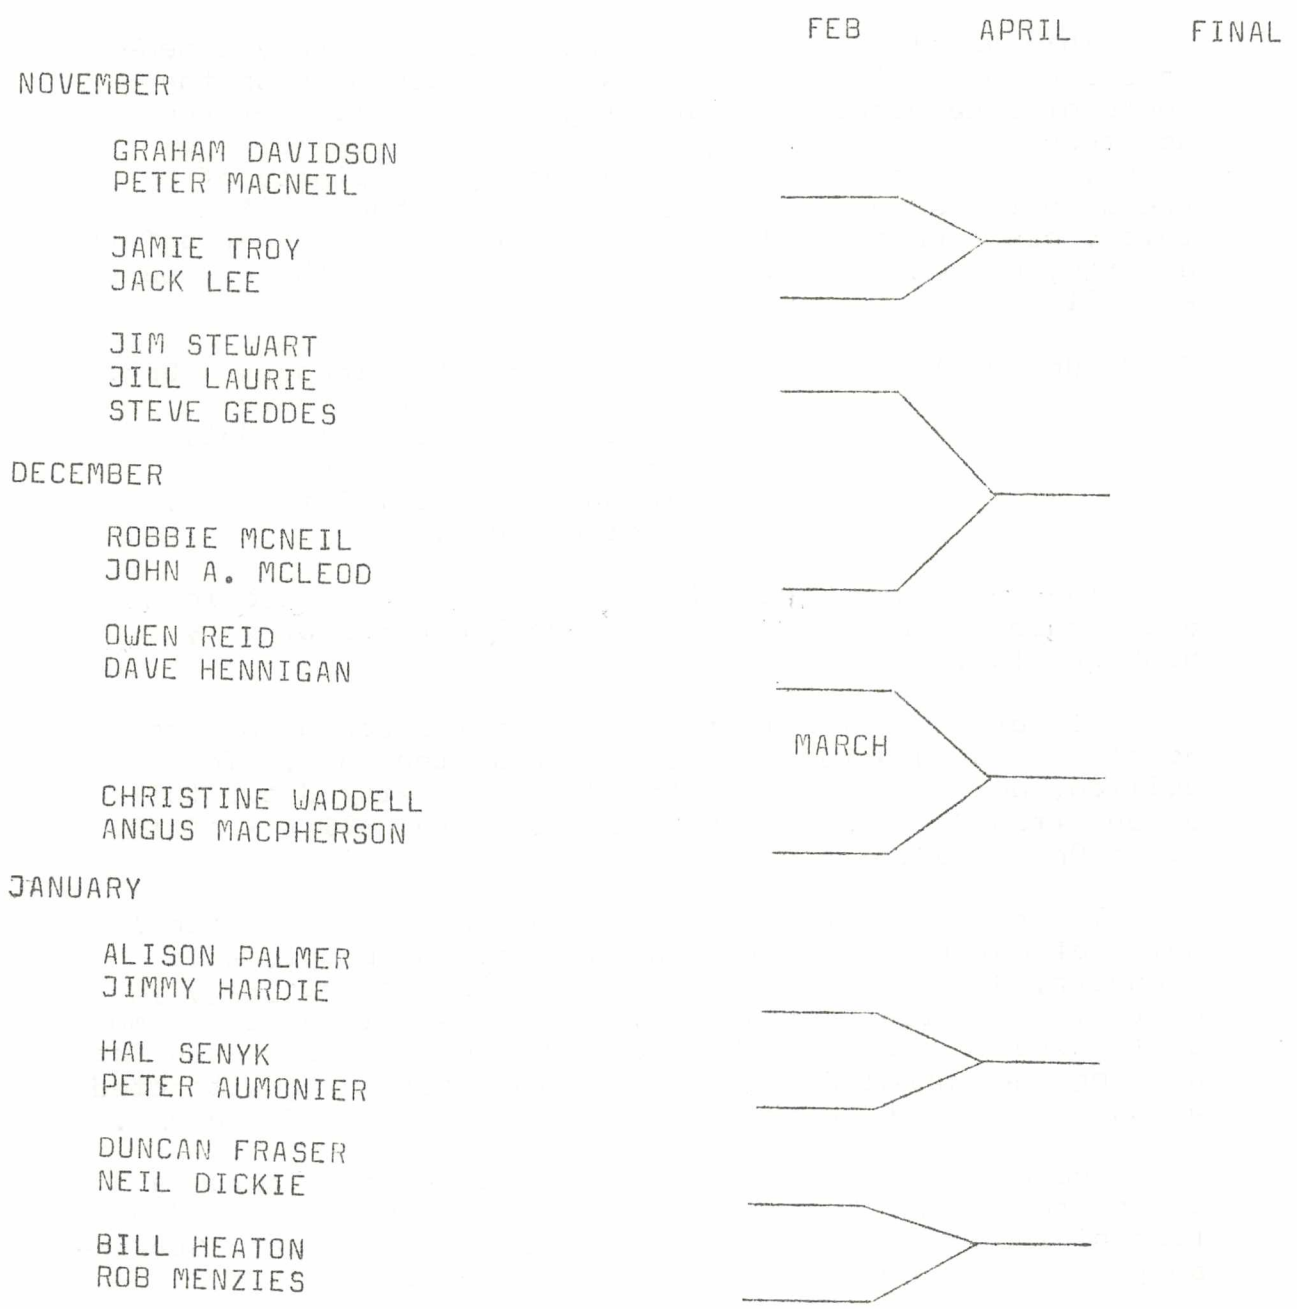 FEB APRIL FINAL
NOVEMBER
GRAHAM DAVIDSON
PETER MACNEIL
JAMIE TROY
JACK LEE
JIM STEWART
JILL LAURIE
STEVE GEDDES
DECEMBER
ROBBIE MCNEIL
JOHN A. MCLEOD
OWEN REID
DAVE HENNIGAN
MARCH
CHRISTINE WADDELL
ANGUS MACPHERSON
JANUARY
ALISON PALMER
JIMMY HARDIE
HAL SENYK
PETER AUMONIER
DUNCAN FRASER
NEIL DICKIE
BILL HEATON
ROB MENZIES